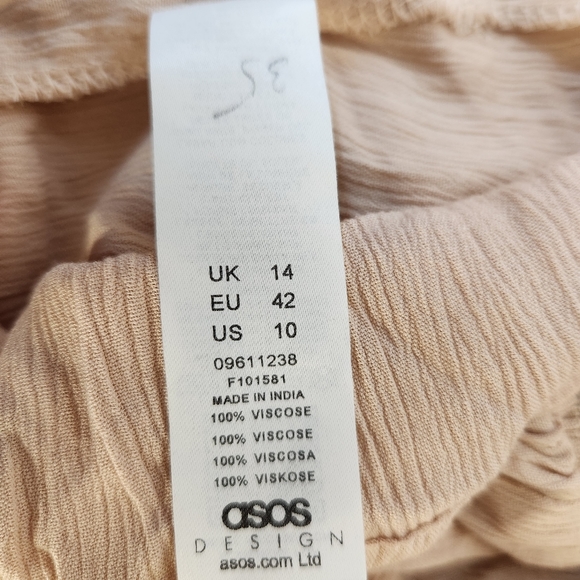 35
UK 14
EU 42
US 10
09611238
F101581
MADE IN INDIA
100% VISCOSE
100% VISCOSE
100% VISCOSA
100% VISKOSE
asos
DESIGN
asos.com Ltd